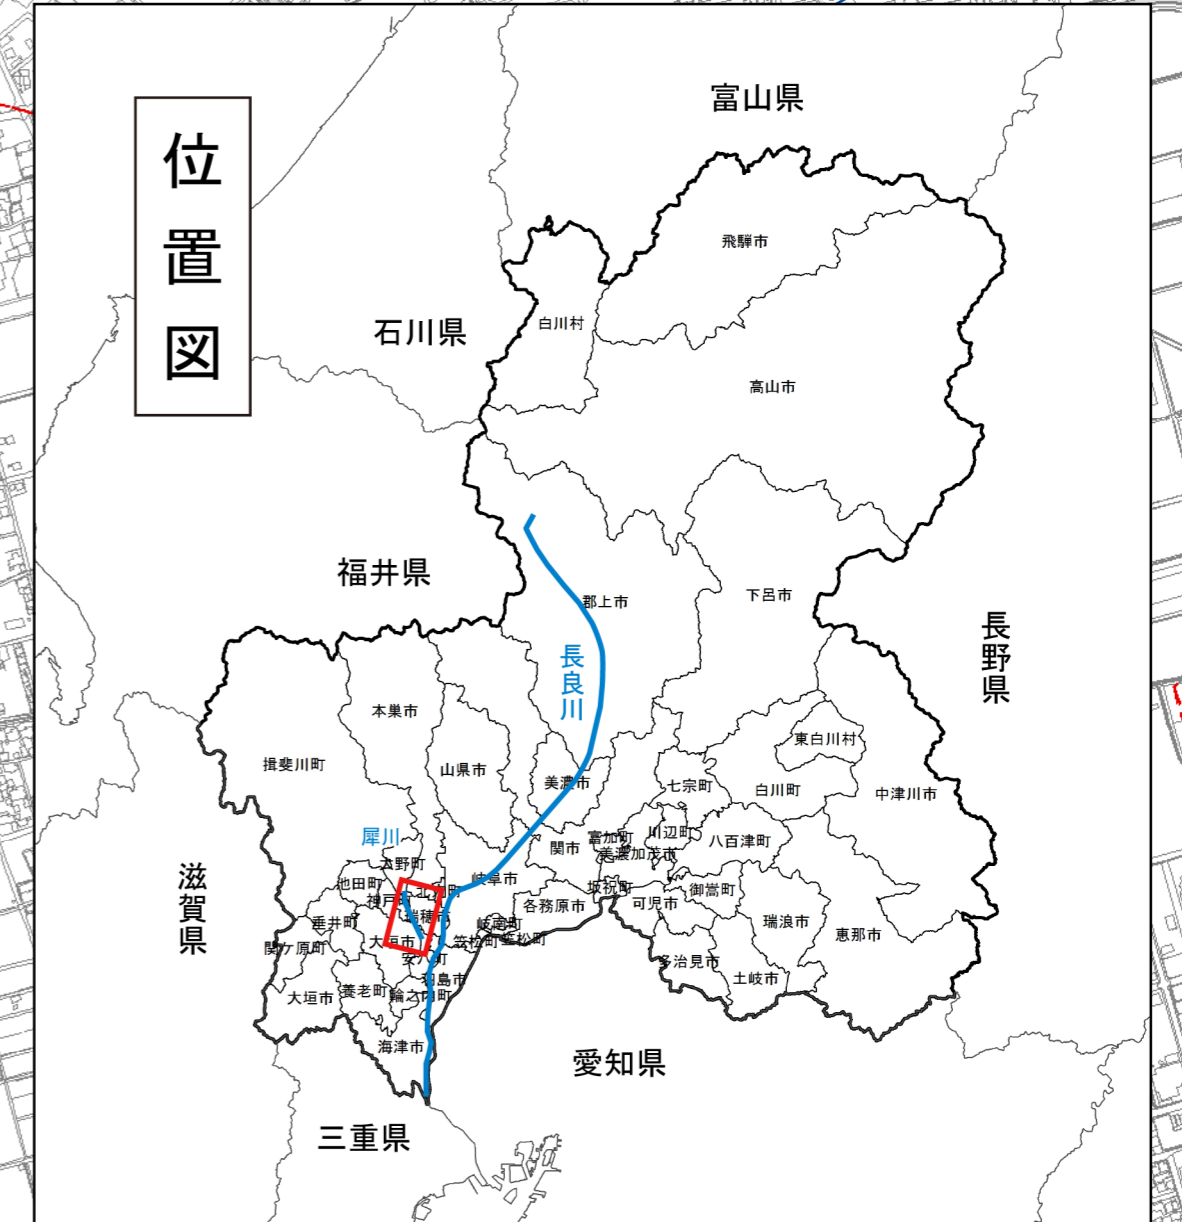 位置図
富山県
飛騨市
白川村
石川県
高山市
福井県
郡上市
下呂市
長野県
長良川
本巣市
東白川村
揖斐川町
山県市
美濃市
七宗町
白川町
中津川市
犀川
富加町
川辺町
八百津町
関市
美濃加茂市
大野町
滋賀県
池田町
岐阜市
坂祝町
御嵩町
神戸町
北方町
各務原市
可児市
瑞穂市
垂井町
岐南町
瑞浪市
恵那市
関ケ原町
大垣市
笠松町
笠松町
安八町
多治見市
土岐市
羽島市
大垣市
養老町
輪之内町
海津市
愛知県
三重県